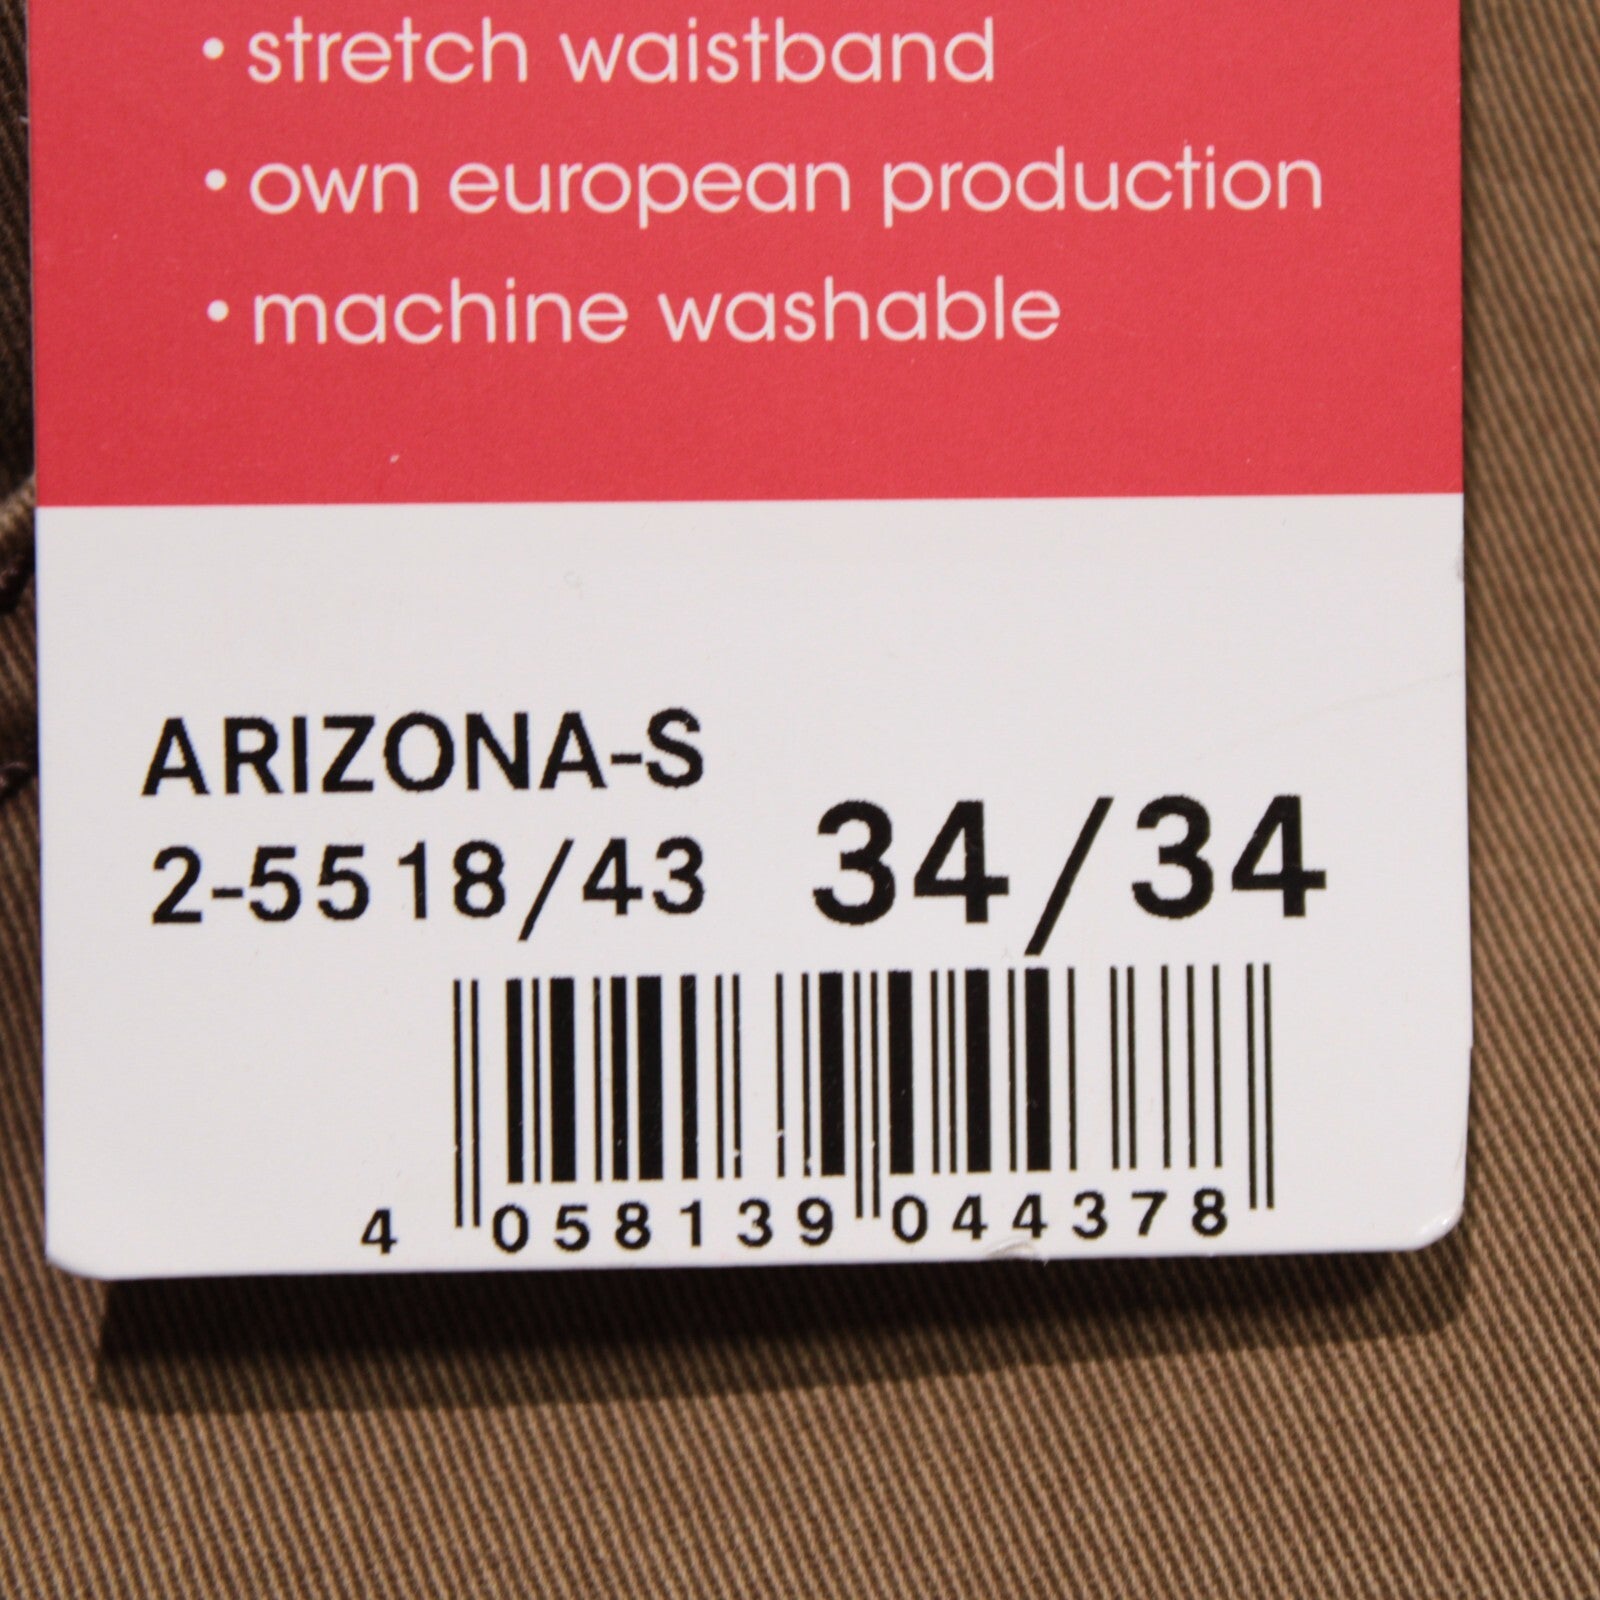 • stretch waistband
• own european production
• machine washable
ARIZONA-S
2-5518/43 34/34
4 058139 044378